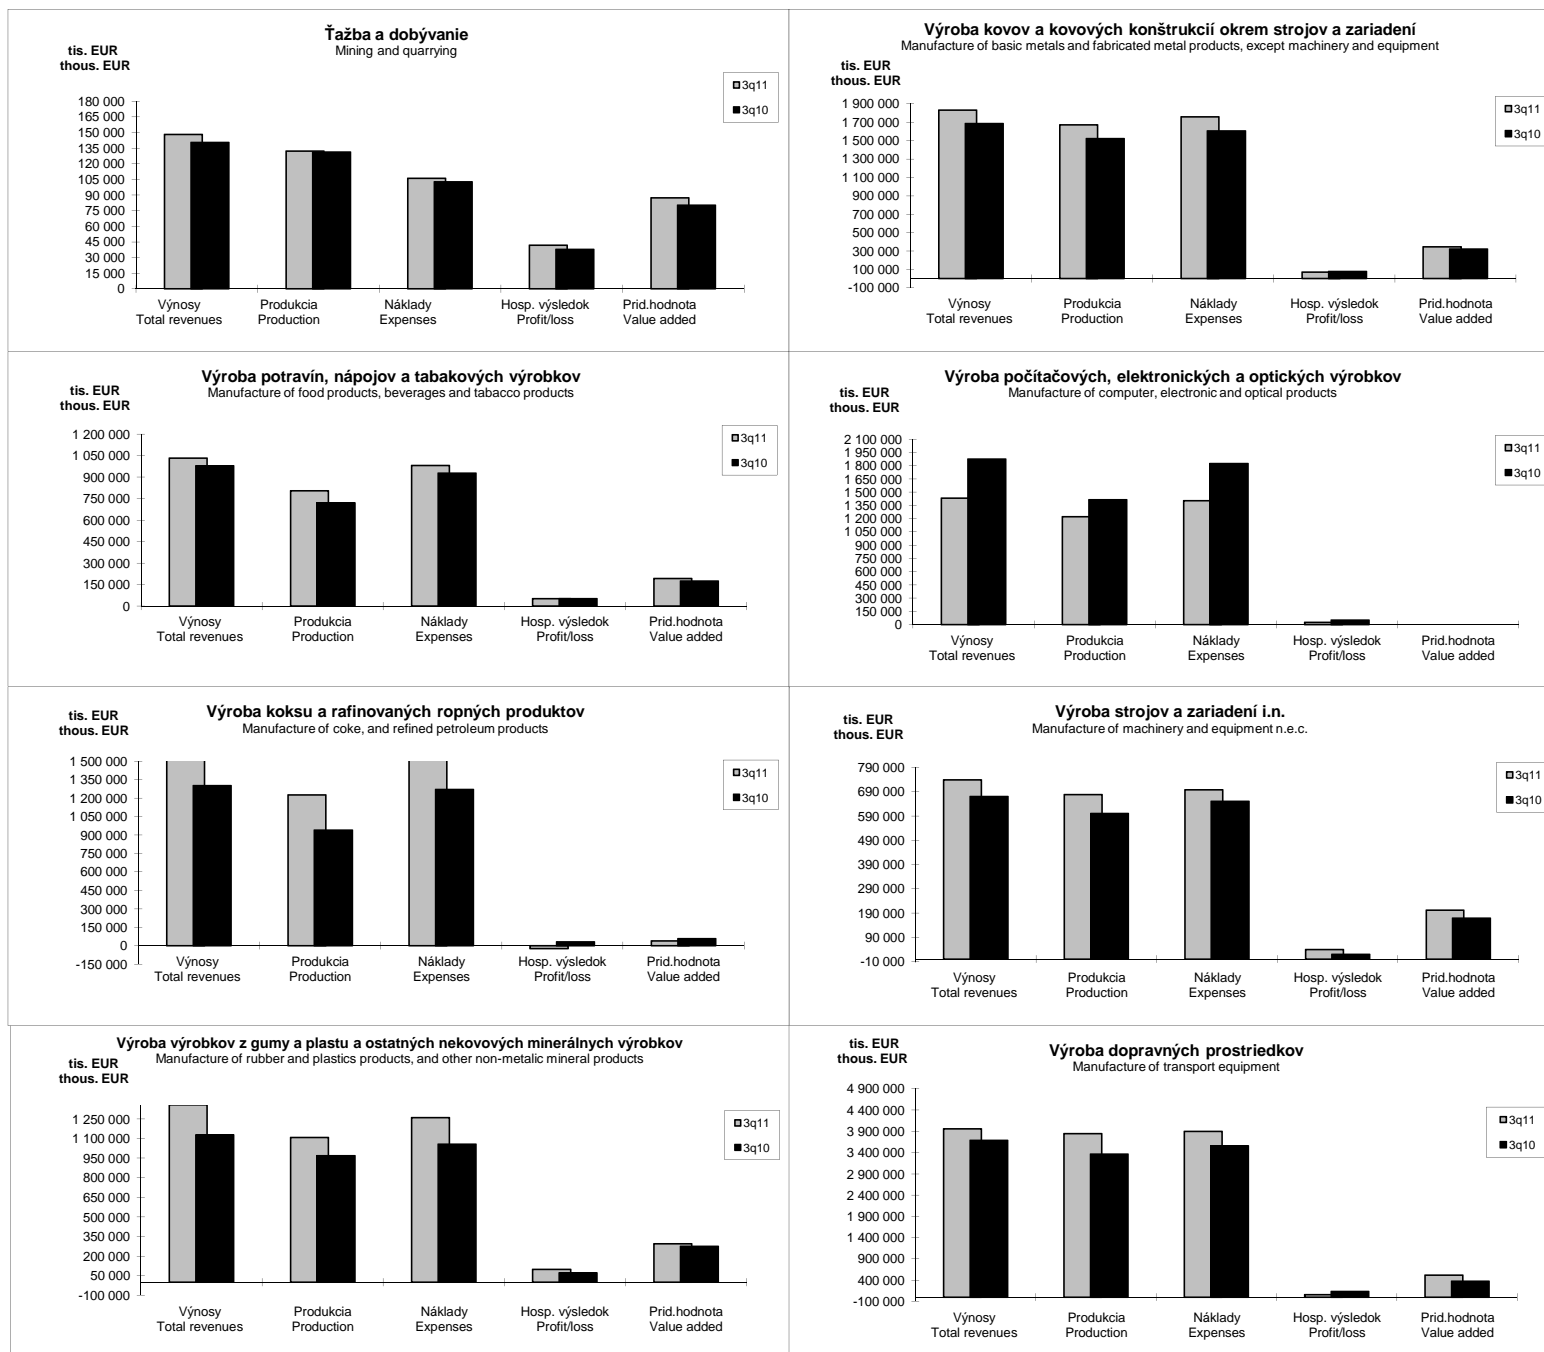 Ťažba a dobývanie
Mining and quarrying
tis. EUR
thous. EUR
3q11
3q10
180 000
165 000
150 000
135 000
120 000
105 000
90 000
75 000
60 000
45 000
30 000
15 000
0
Výnosy Produkcia Náklady Hosp. výsledok Prid.hodnota
Total revenues Production Expenses Profit/loss Value added
Výroba kovov a kovových konštrukcií okrem strojov a zariadení
Manufacture of basic metals and fabricated metal products, except machinery and equipment
tis. EUR
thous. EUR
3q11
3q10
1 900 000
1 700 000
1 500 000
1 300 000
1 100 000
900 000
700 000
500 000
300 000
100 000
-100 000
Výnosy Produkcia Náklady Hosp. výsledok Prid.hodnota
Total revenues Production Expenses Profit/loss Value added
Výroba potravín, nápojov a tabakových výrobkov
Manufacture of food products, beverages and tabacco products
tis. EUR
thous. EUR
3q11
3q10
1 200 000
1 050 000
900 000
750 000
600 000
450 000
300 000
150 000
0
Výnosy Produkcia Náklady Hosp. výsledok Prid.hodnota
Total revenues Production Expenses Profit/loss Value added
Výroba počítačových, elektronických a optických výrobkov
Manufacture of computer, electronic and optical products
tis. EUR
thous. EUR
3q11
3q10
2 100 000
1 950 000
1 800 000
1 650 000
1 500 000
1 350 000
1 200 000
1 050 000
900 000
750 000
600 000
450 000
300 000
150 000
0
Výnosy Produkcia Náklady Hosp. výsledok Prid.hodnota
Total revenues Production Expenses Profit/loss Value added
Výroba koksu a rafinovaných ropných produktov
Manufacture of coke, and refined petroleum products
tis. EUR
thous. EUR
3q11
3q10
1 500 000
1 350 000
1 200 000
1 050 000
900 000
750 000
600 000
450 000
300 000
150 000
0
-150 000
Výnosy Produkcia Náklady Hosp. výsledok Prid.hodnota
Total revenues Production Expenses Profit/loss Value added
Výroba strojov a zariadení i.n.
Manufacture of machinery and equipment n.e.c.
tis. EUR
thous. EUR
3q11
3q10
790 000
690 000
590 000
490 000
390 000
290 000
190 000
90 000
-10 000
Výnosy Produkcia Náklady Hosp. výsledok Prid.hodnota
Total revenues Production Expenses Profit/loss Value added
Výroba výrobkov z gumy a plastu a ostatných nekovových minerálnych výrobkov
Manufacture of rubber and plastics products, and other non-metalic mineral products
tis. EUR
thous. EUR
3q11
3q10
1 250 000
1 100 000
950 000
800 000
650 000
500 000
350 000
200 000
50 000
-100 000
Výnosy Produkcia Náklady Hosp. výsledok Prid.hodnota
Total revenues Production Expenses Profit/loss Value added
Výroba dopravných prostriedkov
Manufacture of transport equipment
tis. EUR
thous. EUR
3q11
3q10
4 900 000
4 400 000
3 900 000
3 400 000
2 900 000
2 400 000
1 900 000
1 400 000
900 000
400 000
-100 000
Výnosy Produkcia Náklady Hosp. výsledok Prid.hodnota
Total revenues Production Expenses Profit/loss Value added